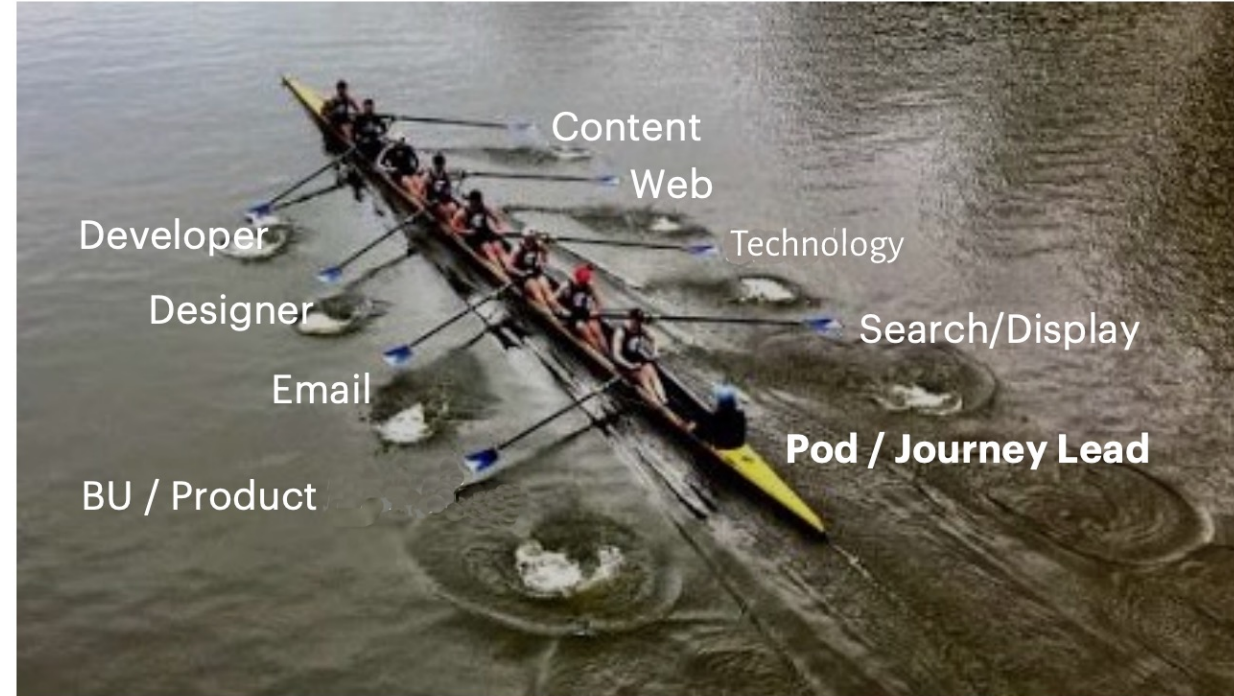 Content
Web
Developer
Technology
Designer
Search/Display
Email
Pod / Journey Lead
BU / Product